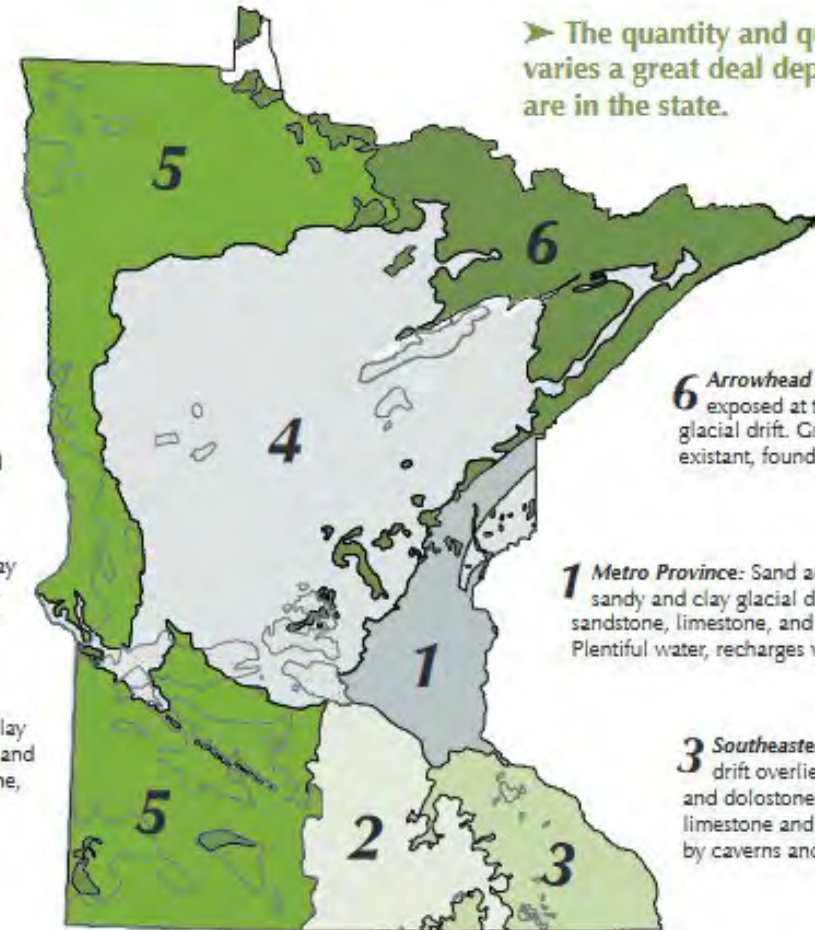 ➤ The quantity and qu
varies a great deal dep
are in the state.
5
6
4
6 Arrowhead
exposed at t
glacial drift. Gr
existant, found
ay
1 Metro Province: Sand a
sandy and clay glacial d
sandstone, limestone, and
Plentiful water, recharges
1
lay
and
ne,
3 Southeaste
drift overlie
and dolostone
limestone and
by caverns and
5
2
3